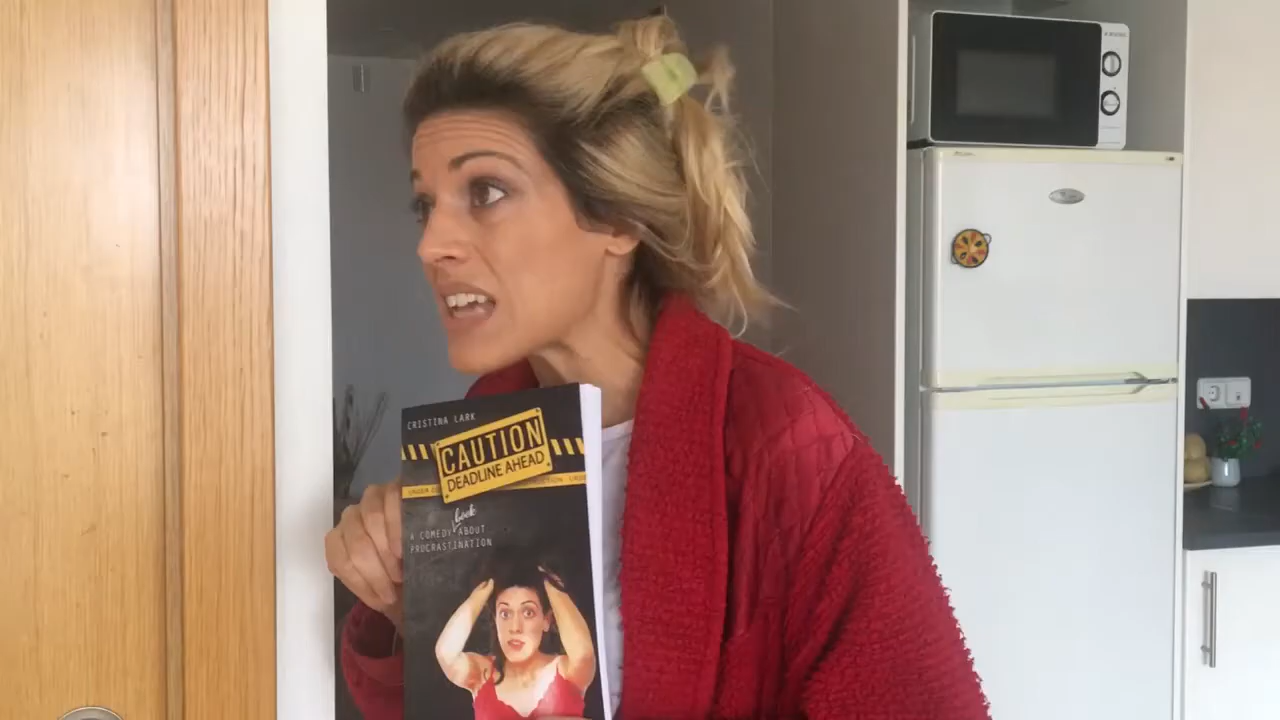 CRISTINA LARK
CAUTION
DEADLINE AHEAD
book
A COMEDY ABOUT
PROCRASTINATION